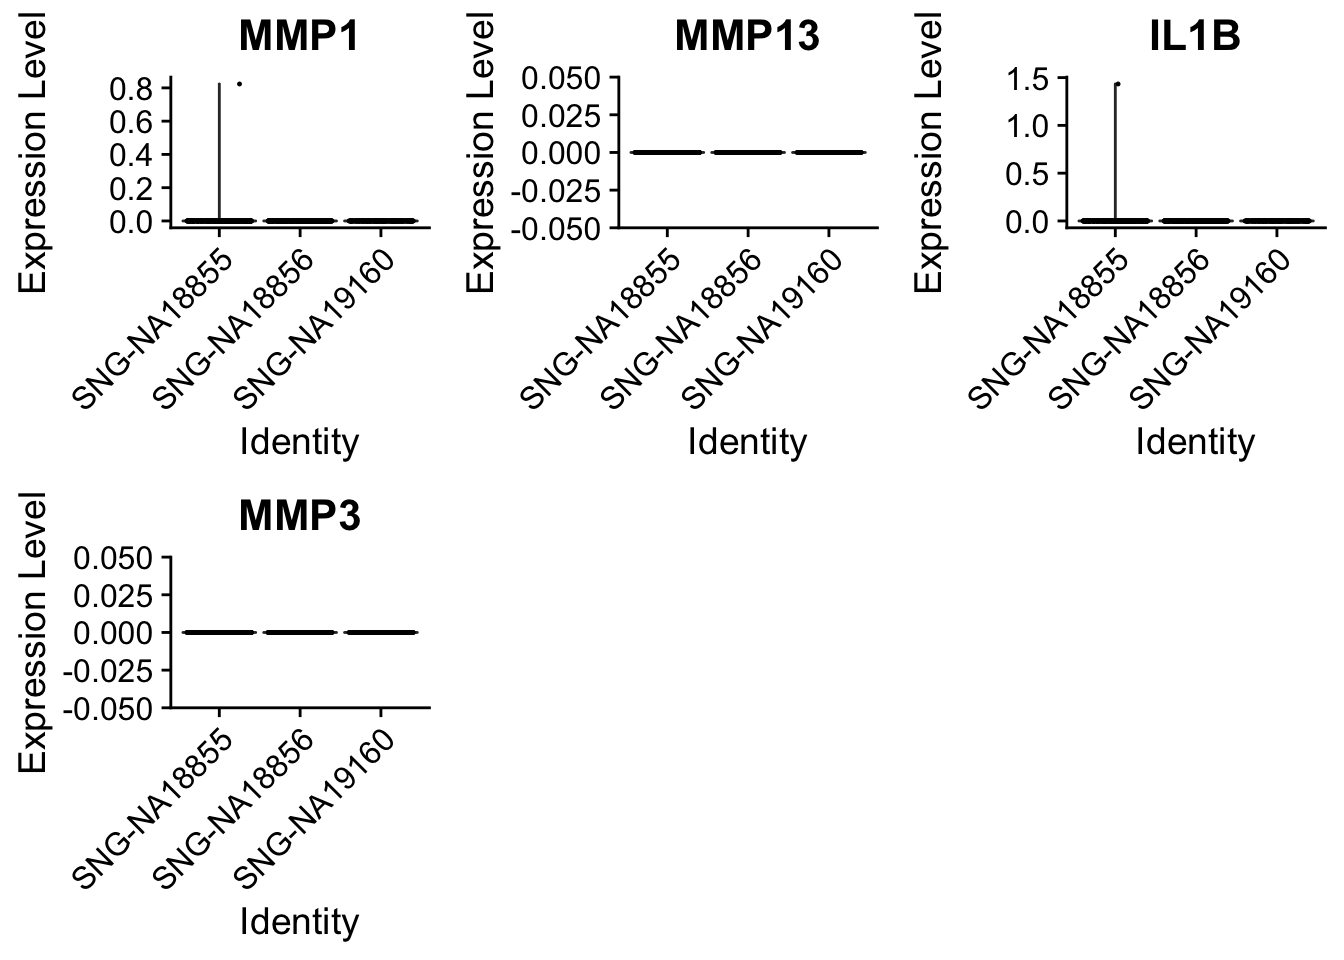 MMP1
Expression Level
0.8
0.6
0.4
0.2
0.0
SNG-NA18855
SNG-NA18856
SNG-NA19160
Identity
MMP13
Expression Level
0.050
0.025
0.000
-0.025
-0.050
SNG-NA18855
SNG-NA18856
SNG-NA19160
Identity
IL1B
Expression Level
1.5
1.0
0.5
0.0
SNG-NA18855
SNG-NA18856
SNG-NA19160
Identity
MMP3
Expression Level
0.050
0.025
0.000
-0.025
-0.050
SNG-NA18855
SNG-NA18856
SNG-NA19160
Identity